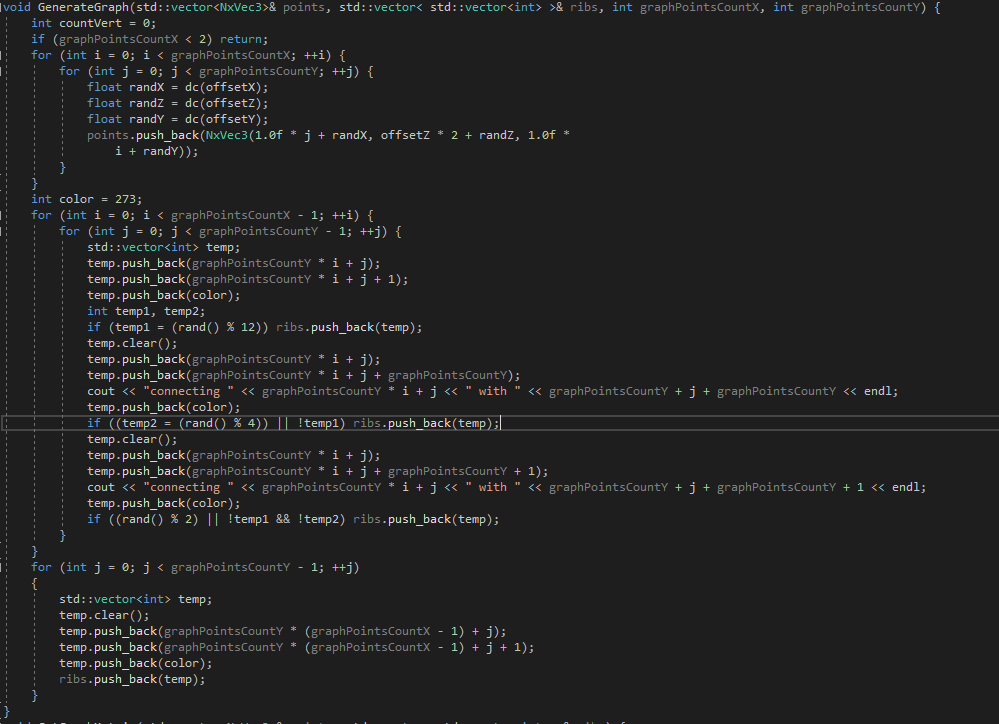 void GenerateGraph(std::vector<NxVec3>& points, std::vector< std::vector<int> >& ribs, int graphPointsCountX, int graphPointsCountY) {
    int countVert = 0;
    if (graphPointsCountX < 2) return;
    for (int i = 0; i < graphPointsCountX; ++i) {
        for (int j = 0; j < graphPointsCountY; ++j) {
            float randX = dc(offsetX);
            float randZ = dc(offsetZ);
            float randY = dc(offsetY);
            points.push_back(NxVec3(1.0f * j + randX, offsetZ * 2 + randZ, 1.0f *
                i + randY));
        }
    }
    int color = 273;
    for (int i = 0; i < graphPointsCountX - 1; ++i) {
        for (int j = 0; j < graphPointsCountY - 1; ++j) {
            std::vector<int> temp;
            temp.push_back(graphPointsCountY * i + j);
            temp.push_back(graphPointsCountY * i + j + 1);
            temp.push_back(color);
            int temp1, temp2;
            if (temp1 = (rand() % 12)) ribs.push_back(temp);
            temp.clear();
            temp.push_back(graphPointsCountY * i + j);
            temp.push_back(graphPointsCountY * i + j + graphPointsCountY);
            cout << "connecting " << graphPointsCountY * i + j << " with " << graphPointsCountY + j + graphPointsCountY << endl;
            temp.push_back(color);
            if ((temp2 = (rand() % 4)) || !temp1) ribs.push_back(temp);
            temp.clear();
            temp.push_back(graphPointsCountY * i + j);
            temp.push_back(graphPointsCountY * i + j + graphPointsCountY + 1);
            cout << "connecting " << graphPointsCountY * i + j << " with " << graphPointsCountY + j + graphPointsCountY + 1 << endl;
            temp.push_back(color);
            if ((rand() % 2) || !temp1 && !temp2) ribs.push_back(temp);
        }
    }
    for (int j = 0; j < graphPointsCountY - 1; ++j)
    {
        std::vector<int> temp;
        temp.clear();
        temp.push_back(graphPointsCountY * (graphPointsCountX - 1) + j);
        temp.push_back(graphPointsCountY * (graphPointsCountX - 1) + j + 1);
        temp.push_back(color);
        ribs.push_back(temp);
    }
}